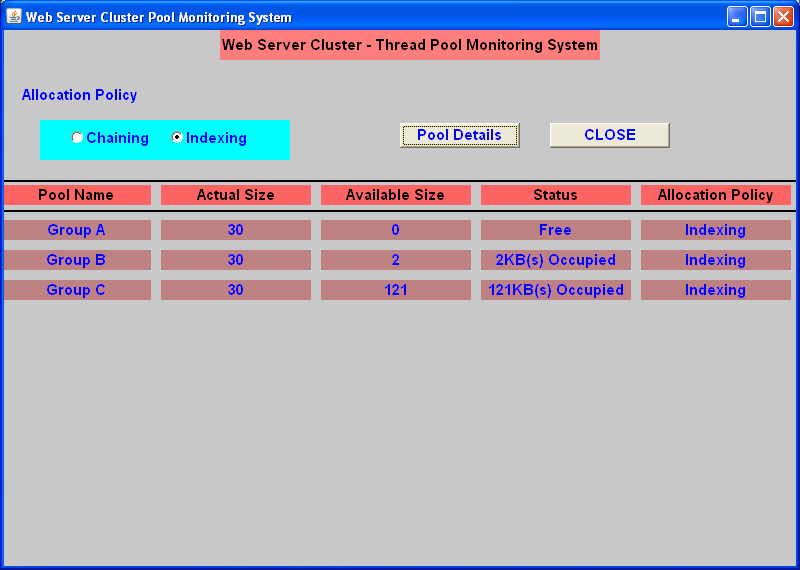 Web Server Cluster Pool Monitoring System
Web Server Cluster - Thread Pool Monitoring System
Allocation Policy
Chaining Indexing Pool Details CLOSE
Pool Name Actual Size Available Size Status Allocation Policy
Group A 30 0 Free Indexing
Group B 30 2 2KB(s) Occupied Indexing
Group C 30 121 121KB(s) Occupied Indexing